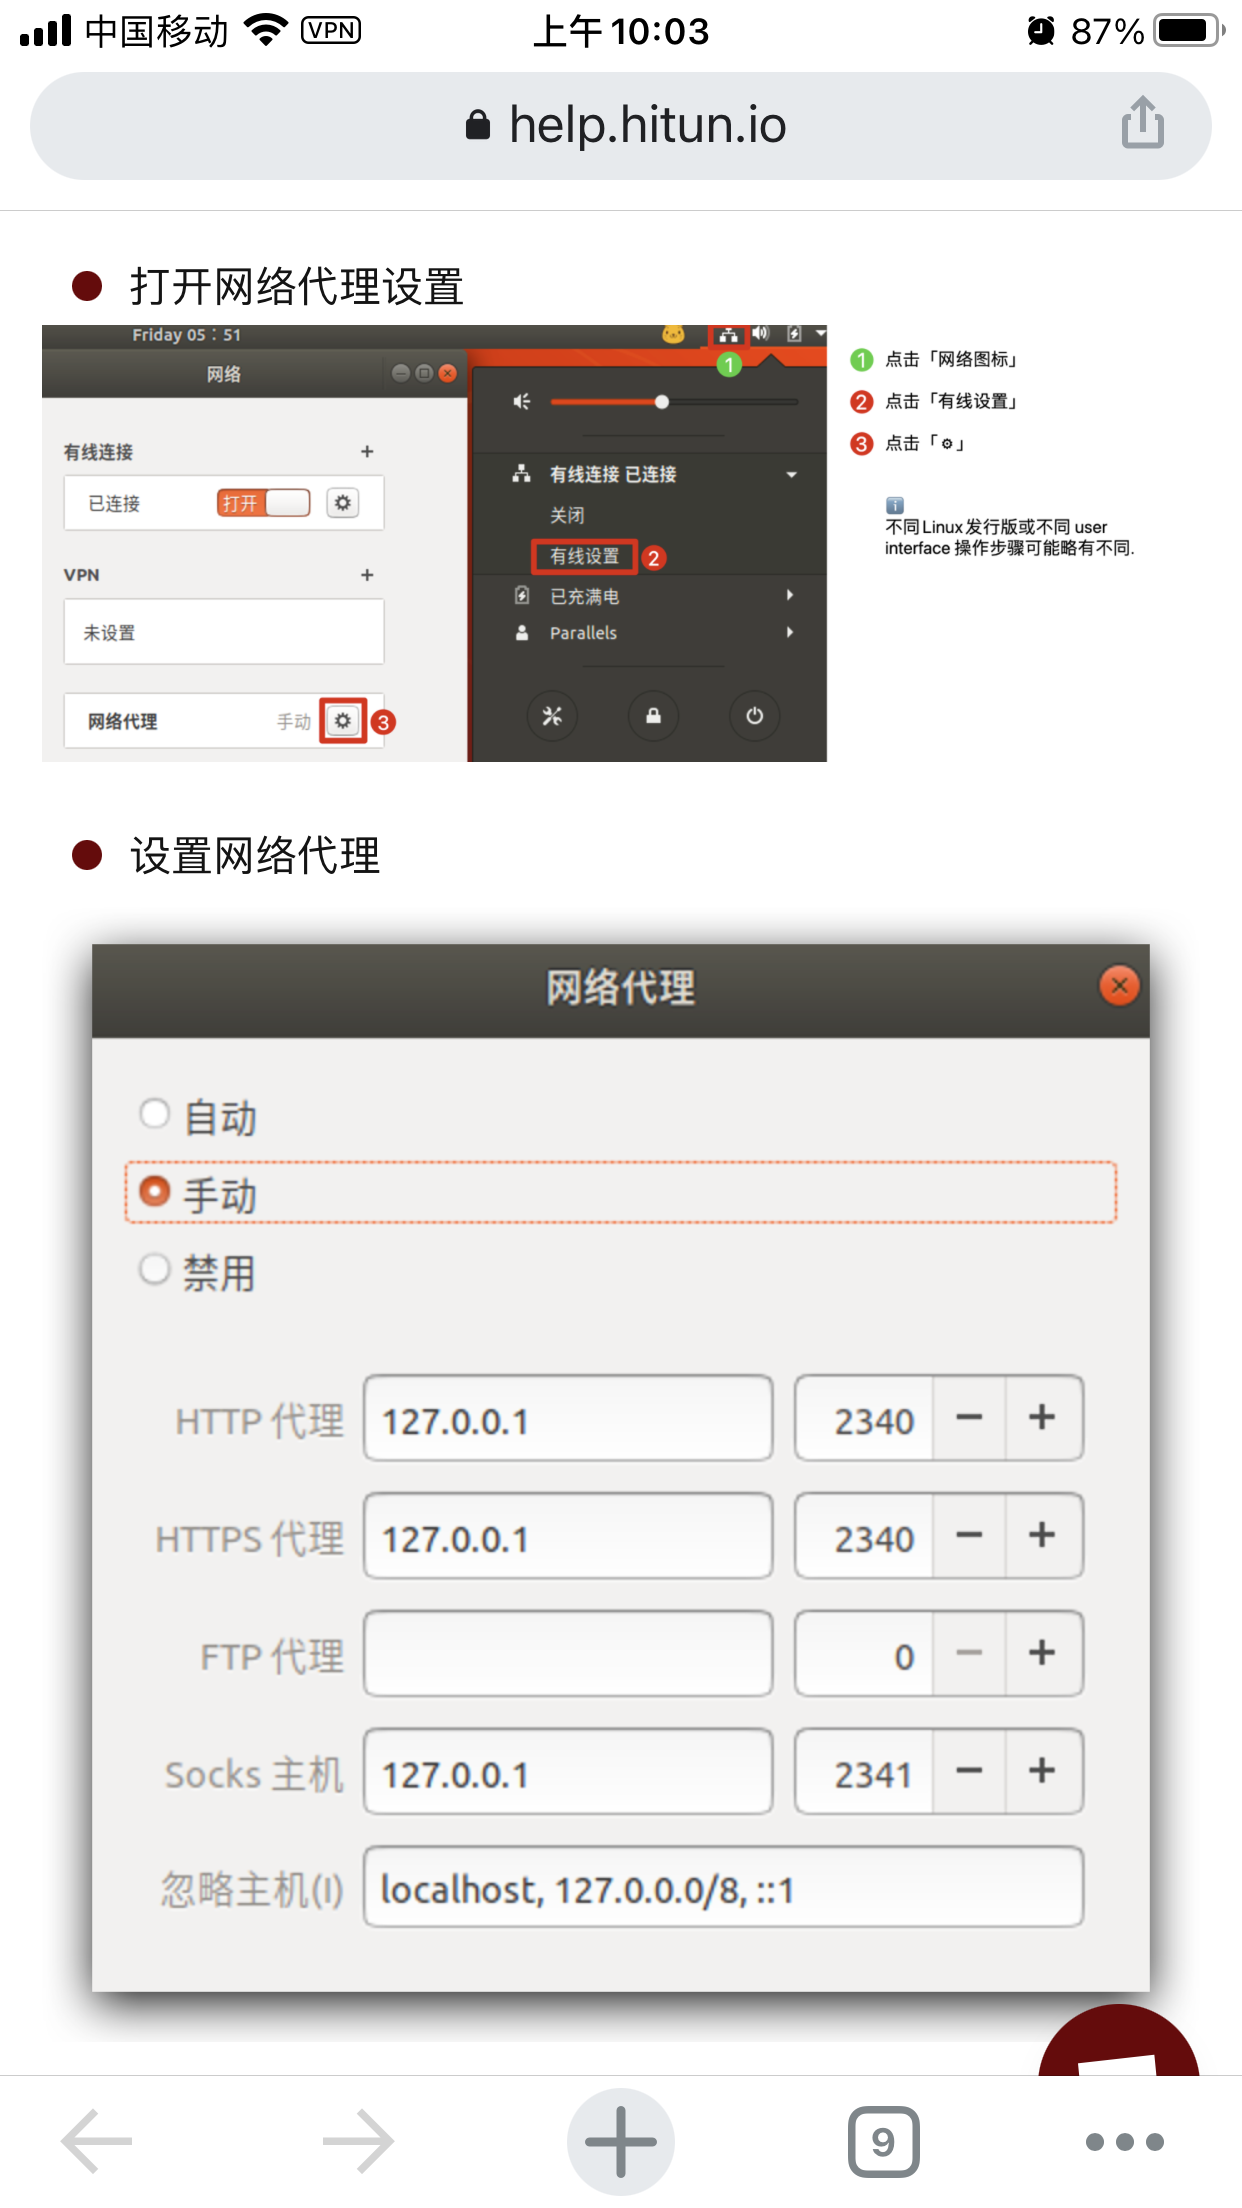 中国移动 VPN 上午10:03 87%
help.hitun.io
打开网络代理设置
Friday 05:51
网络
有线连接 +
已连接 打开
VPN +
未设置
网络代理 手动 3
1
有线连接 已连接
关闭
有线设置 2
已充满电
Parallels
1 点击「网络图标」
2 点击「有线设置」
3 点击「⚙」
i
不同Linux发行版或不同 user
interface 操作步骤可能略有不同.
设置网络代理
网络代理
自动
手动
禁用
HTTP 代理 127.0.0.1 2340 − +
HTTPS 代理 127.0.0.1 2340 − +
FTP 代理 0 − +
Socks 主机 127.0.0.1 2341 − +
忽略主机(I) localhost, 127.0.0.0/8, ::1
9